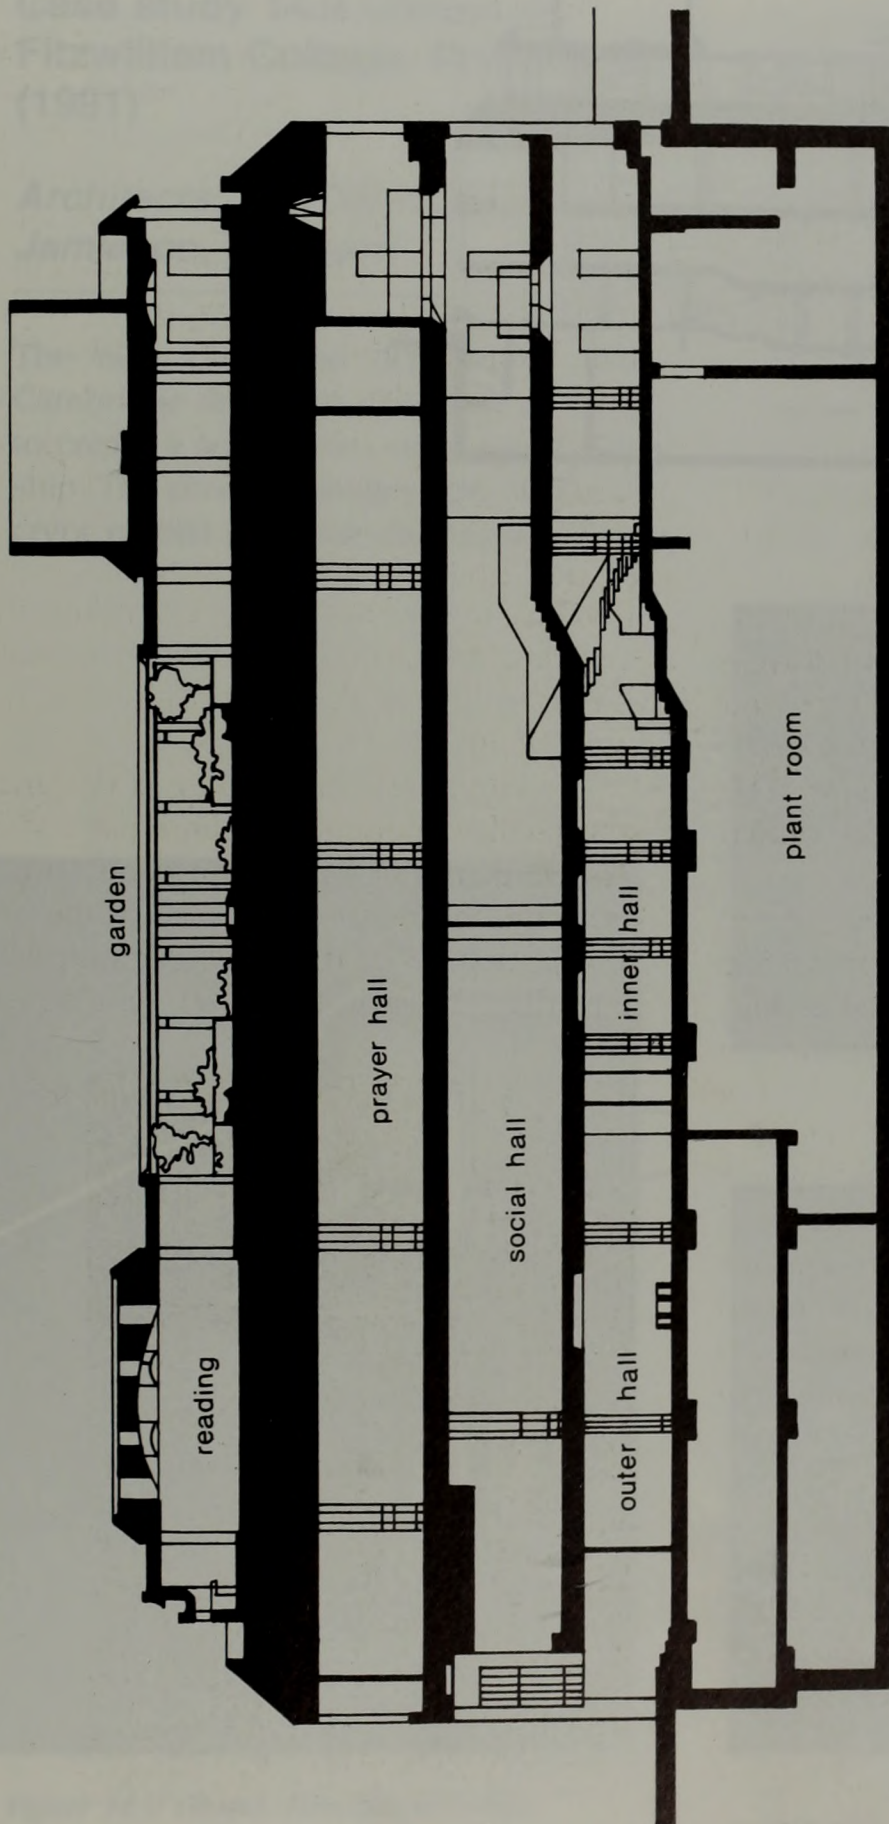 garden
reading
prayer hall
social hall
outer hall
inner hall
plant room